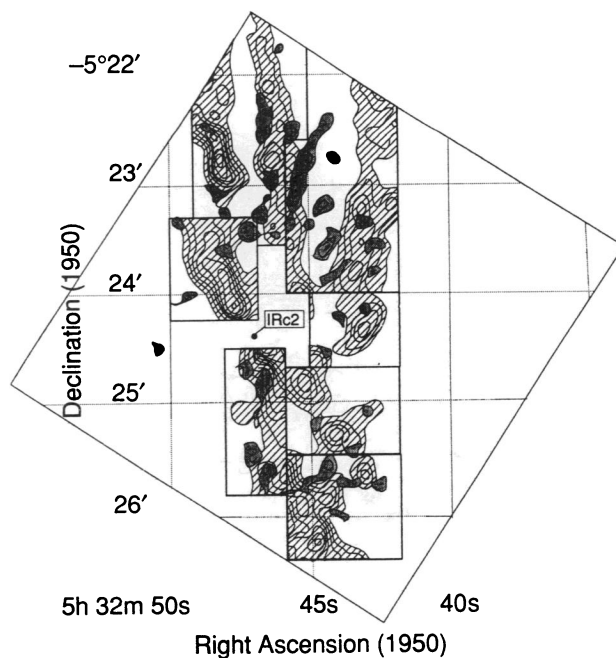 –5°22′
23′
24′
IRc2
25′
26′
Declination (1950)
5h 32m 50s 45s 40s
Right Ascension (1950)